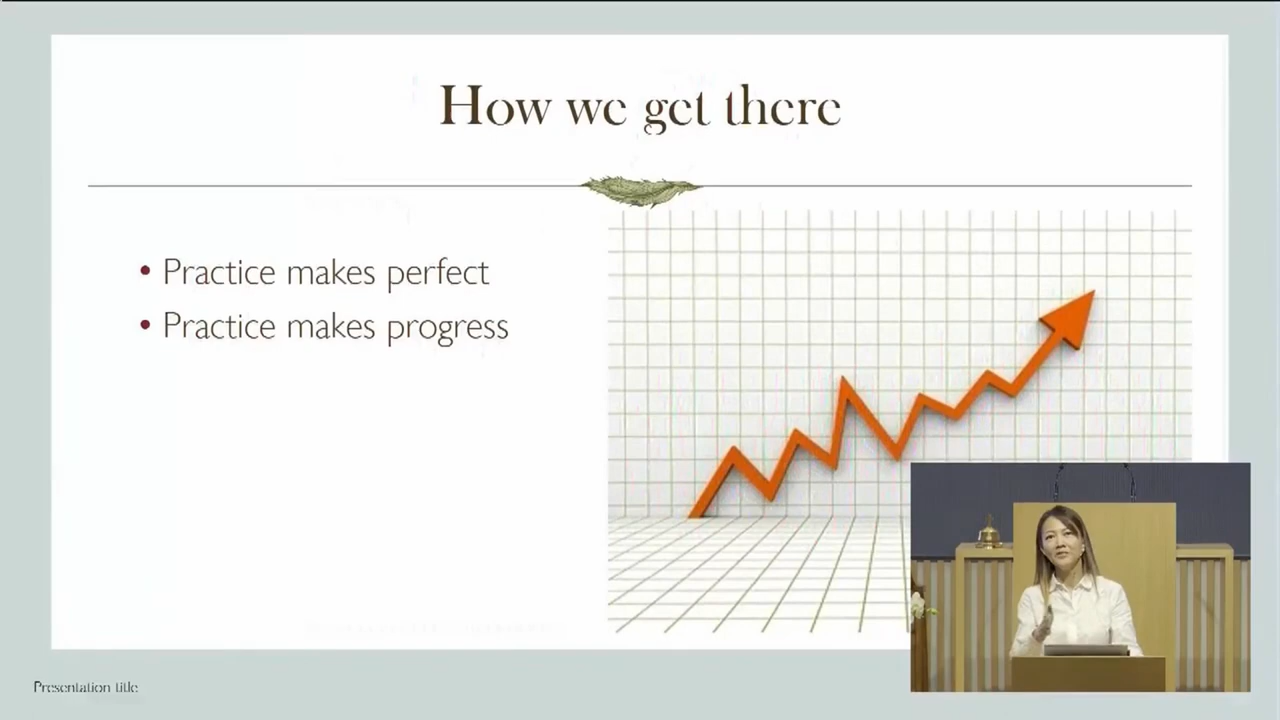 How we get there
• Practice makes perfect
• Practice makes progress
Presentation title